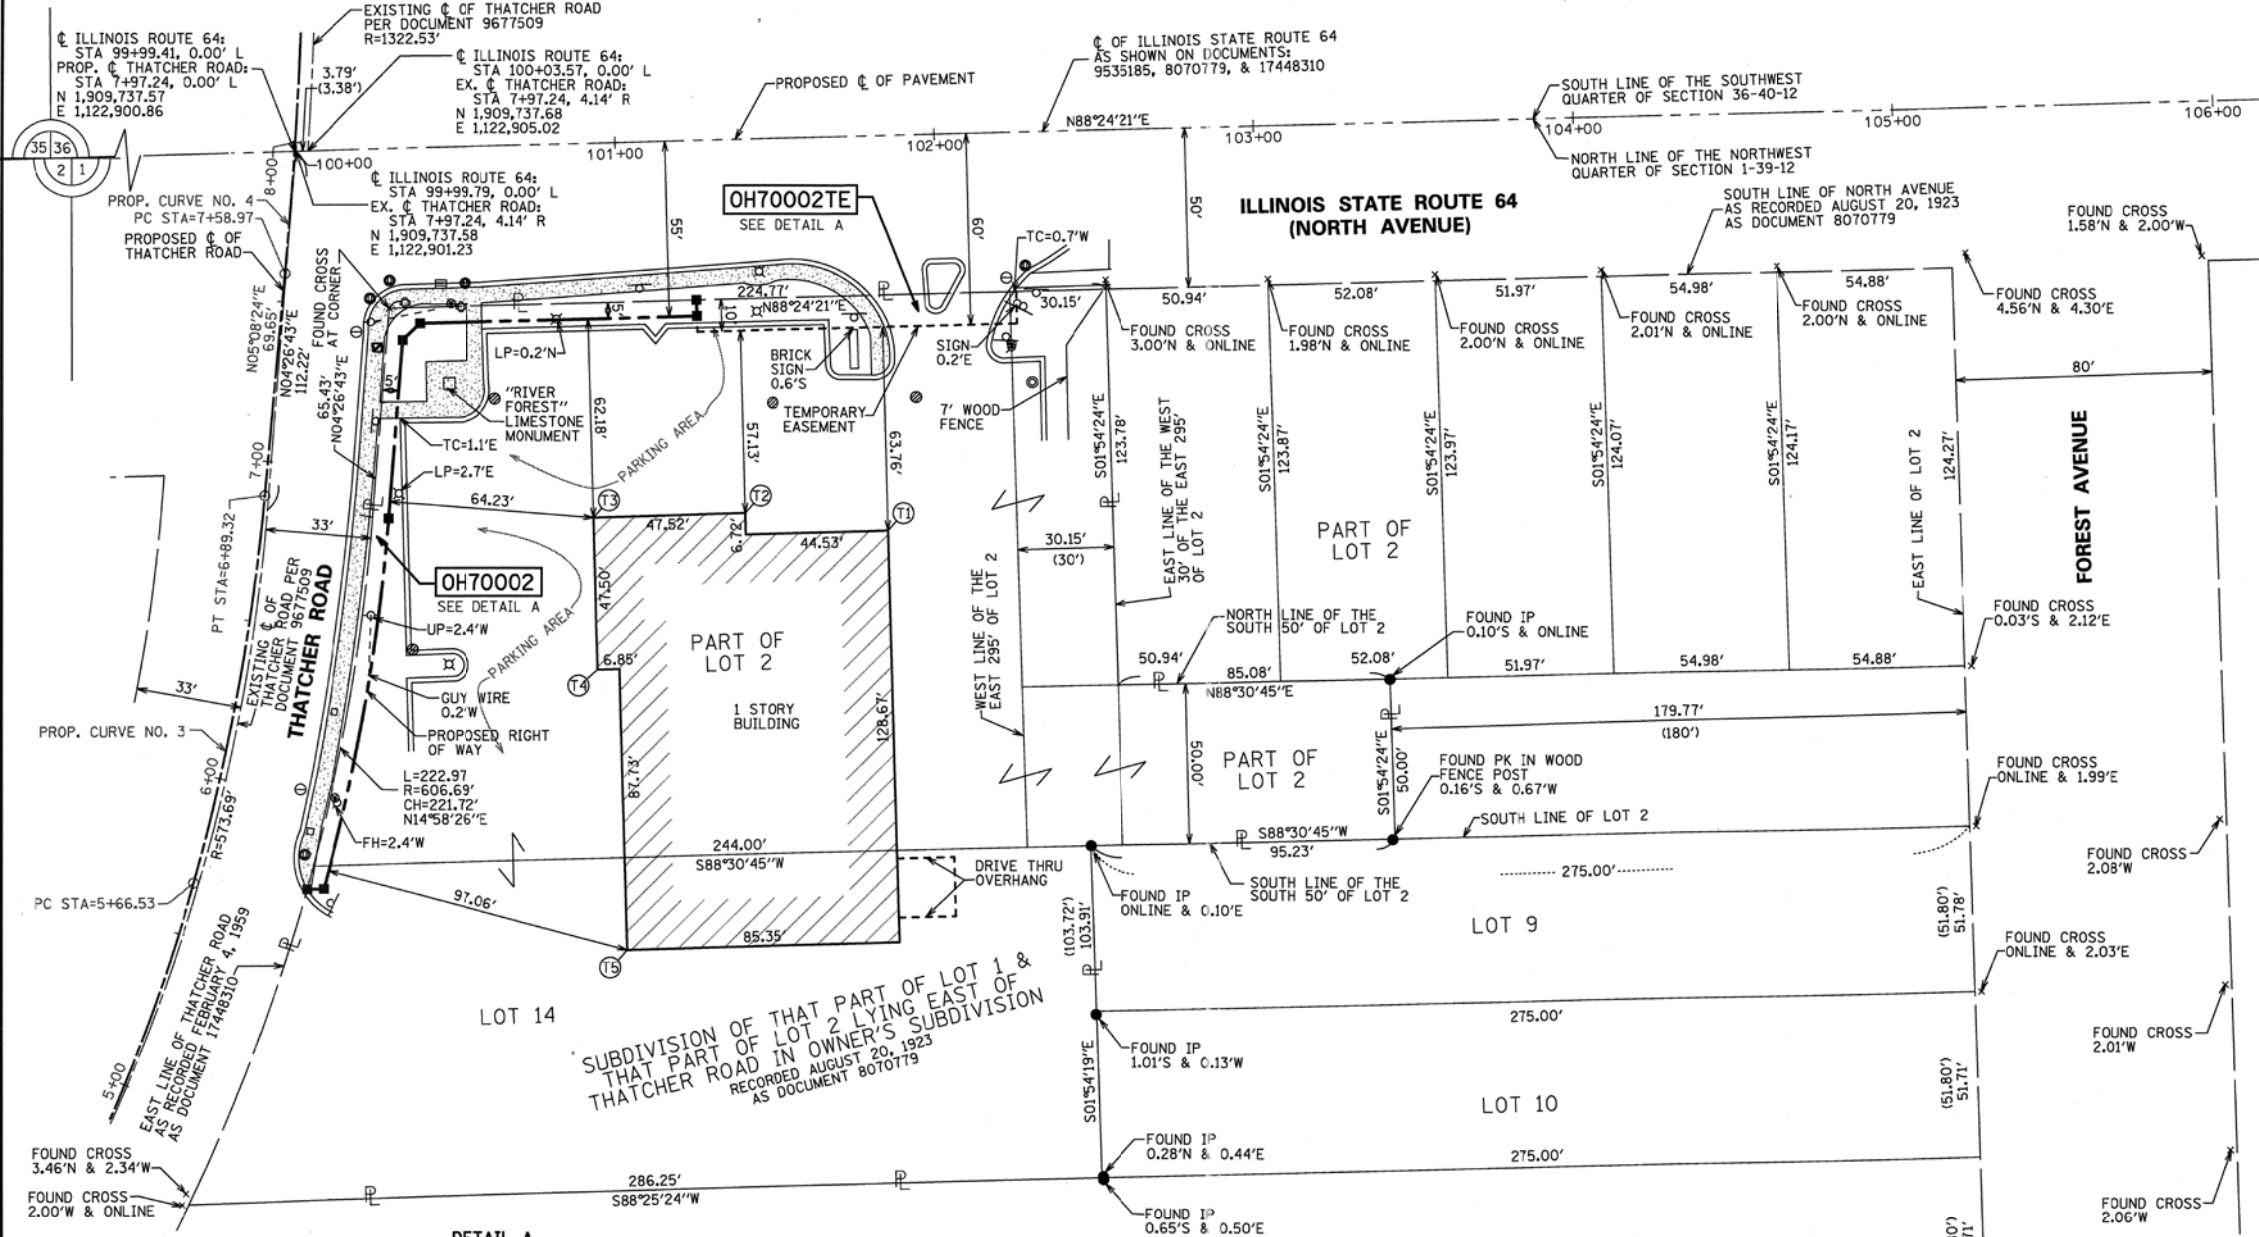 EXISTING ℄ OF THATCHER ROAD
PER DOCUMENT 9677509
R=1322.53'
℄ ILLINOIS ROUTE 64:
STA 99+99.41, 0.00' L
PROP. ℄ THATCHER ROAD:
STA 7+97.24, 0.00' L
N 1,909,737.57
E 1,122,900.86
3.79'
(3.38')
℄ ILLINOIS ROUTE 64:
STA 100+03.57, 0.00' L
EX. ℄ THATCHER ROAD:
STA 7+97.24, 4.14' R
N 1,909,737.68
E 1,122,905.02
PROPOSED ℄ OF PAVEMENT
℄ OF ILLINOIS STATE ROUTE 64
AS SHOWN ON DOCUMENTS:
9535185, 8070779, & 17448310
SOUTH LINE OF THE SOUTHWEST
QUARTER OF SECTION 36-40-12
N88°24'21"E
100+00
101+00
102+00
103+00
104+00
105+00
106+00
NORTH LINE OF THE NORTHWEST
QUARTER OF SECTION 1-39-12
35 36
2 1
8+00
PROP. CURVE NO. 4
PC STA=7+58.97
PROPOSED ℄ OF
THATCHER ROAD
℄ ILLINOIS ROUTE 64:
STA 99+99.79, 0.00' L
EX. ℄ THATCHER ROAD:
STA 7+97.24, 4.14' R
N 1,909,737.58
E 1,122,901.23
FOUND CROSS
AT CORNER
55'
OH70002TE
SEE DETAIL A
60'
50'
ILLINOIS STATE ROUTE 64
(NORTH AVENUE)
SOUTH LINE OF NORTH AVENUE
AS RECORDED AUGUST 20, 1923
AS DOCUMENT 8070779
FOUND CROSS
1.58'N & 2.00'W
TC=0.7'W
224.77'
N88°24'21"E
5'
10'
30.15'
50.94'
52.08'
51.97'
54.98'
54.88'
FOUND CROSS
4.56'N & 4.30'E
FOUND CROSS
3.00'N & ONLINE
FOUND CROSS
1.98'N & ONLINE
FOUND CROSS
2.00'N & ONLINE
FOUND CROSS
2.01'N & ONLINE
FOUND CROSS
2.00'N & ONLINE
N05°08'24"E
69.65'
N04°26'43"E
112.22'
65.43'
N04°26'43"E
LP=0.2'N
5'
"RIVER
FOREST"
LIMESTONE
MONUMENT
BRICK
SIGN
0.6'S
SIGN
0.2'E
TEMPORARY
EASEMENT
7' WOOD
FENCE
80'
TC=1.1'E
LP=2.7'E
62.18'
57.13'
63.76'
PARKING AREA
S01°54'24"E
123.78'
S01°54'24"E
123.87'
S01°54'24"E
123.97'
S01°54'24"E
124.07'
S01°54'24"E
124.17'
EAST LINE OF LOT 2
124.27'
FOREST AVENUE
7+00
PT STA=6+89.32
33'
64.23'
T3
T2
T1
47.52'
6.72'
44.53'
PART OF
LOT 2
30.15'
(30')
EAST LINE OF THE WEST
30' OF THE EAST 295'
OF LOT 2
WEST LINE OF THE
EAST 295' OF LOT 2
OH70002
SEE DETAIL A
EXISTING ℄ OF
THATCHER ROAD PER
DOCUMENT 9677509
THATCHER ROAD
UP=2.4'W
PARKING AREA
47.50'
6.85'
T4
PART OF
LOT 2
1 STORY
BUILDING
NORTH LINE OF THE
SOUTH 50' OF LOT 2
FOUND IP
0.10'S & ONLINE
FOUND CROSS
0.03'S & 2.12'E
50.94'
85.08'
N88°30'45"E
52.08'
51.97'
54.98'
54.88'
33'
GUY WIRE
0.2'W
PROPOSED RIGHT
OF WAY
PROP. CURVE NO. 3
6+00
R=573.69'
L=222.97
R=606.69'
CH=221.72'
N14°58'26"E
FH=2.4'W
87.73'
128.67'
179.77'
(180')
50.00'
PART OF
LOT 2
S01°54'24"E
50.00'
FOUND PK IN WOOD
FENCE POST
0.16'S & 0.67'W
FOUND CROSS
ONLINE & 1.99'E
SOUTH LINE OF LOT 2
244.00'
S88°30'45"W
S88°30'45"W
95.23'
DRIVE THRU
OVERHANG
FOUND IP
ONLINE & 0.10'E
SOUTH LINE OF THE
SOUTH 50' OF LOT 2
275.00'
FOUND CROSS
2.08'W
PC STA=5+66.53
97.06'
85.35'
T5
(103.72')
103.91'
LOT 9
(51.80')
51.78'
FOUND CROSS
ONLINE & 2.03'E
EAST LINE OF THATCHER ROAD
AS RECORDED FEBRUARY 4, 1959
AS DOCUMENT 17448310
5+00
LOT 14
SUBDIVISION OF THAT PART OF LOT 1 &
THAT PART OF LOT 2 LYING EAST OF
THATCHER ROAD IN OWNER'S SUBDIVISION
RECORDED AUGUST 20, 1923
AS DOCUMENT 8070779
275.00'
FOUND IP
1.01'S & 0.13'W
S01°54'19"E
FOUND CROSS
2.01'W
LOT 10
(51.80')
51.71'
FOUND CROSS
3.46'N & 2.34'W
FOUND CROSS
2.00'W & ONLINE
FOUND IP
0.28'N & 0.44'E
275.00'
286.25'
S88°25'24"W
FOUND IP
0.65'S & 0.50'E
FOUND CROSS
2.06'W
DETAIL A